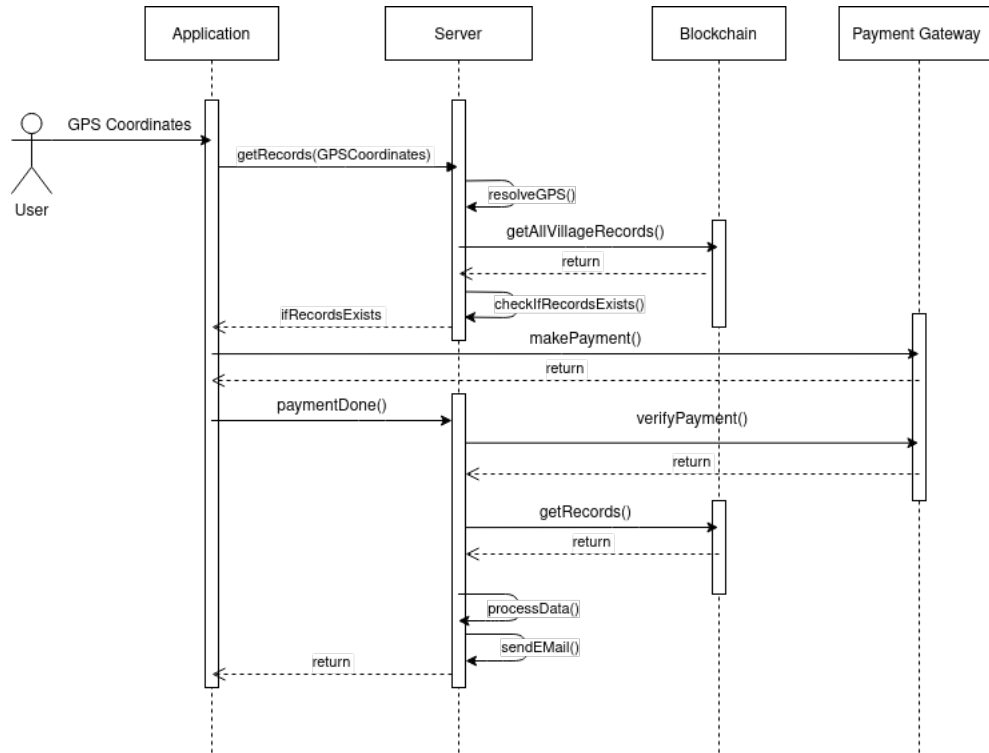 Application
Server
Blockchain
Payment Gateway
GPS Coordinates
User
getRecords(GPSCoordinates)
resolveGPS()
getAllVillageRecords()
return
checkIfRecordsExists()
ifRecordsExists
makePayment()
return
paymentDone()
verifyPayment()
return
getRecords()
return
processData()
sendEMail()
return